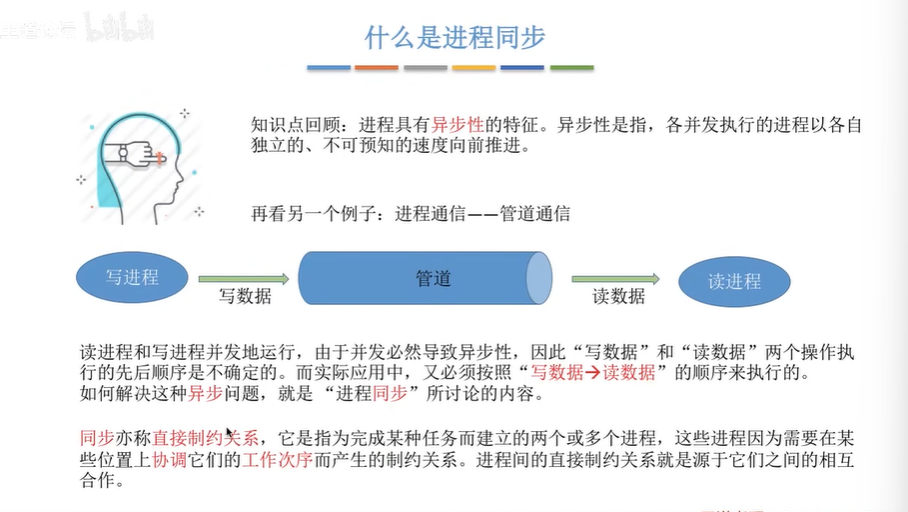 bilibili
什么是进程同步
知识点回顾：进程具有异步性的特征。异步性是指，各并发执行的进程以各自
独立的、不可预知的速度向前推进。
再看另一个例子：进程通信——管道通信
写进程
写数据
管道
读数据
读进程
读进程和写进程并发地运行，由于并发必然导致异步性，因此“写数据”和“读数据”两个操作执
行的先后顺序是不确定的。而实际应用中，又必须按照“写数据→读数据”的顺序来执行的。
如何解决这种异步问题，就是 “进程同步”所讨论的内容。
同步亦称直接制约关系，它是指为完成某种任务而建立的两个或多个进程，这些进程因为需要在某
些位置上协调它们的工作次序而产生的制约关系。进程间的直接制约关系就是源于它们之间的相互
合作。